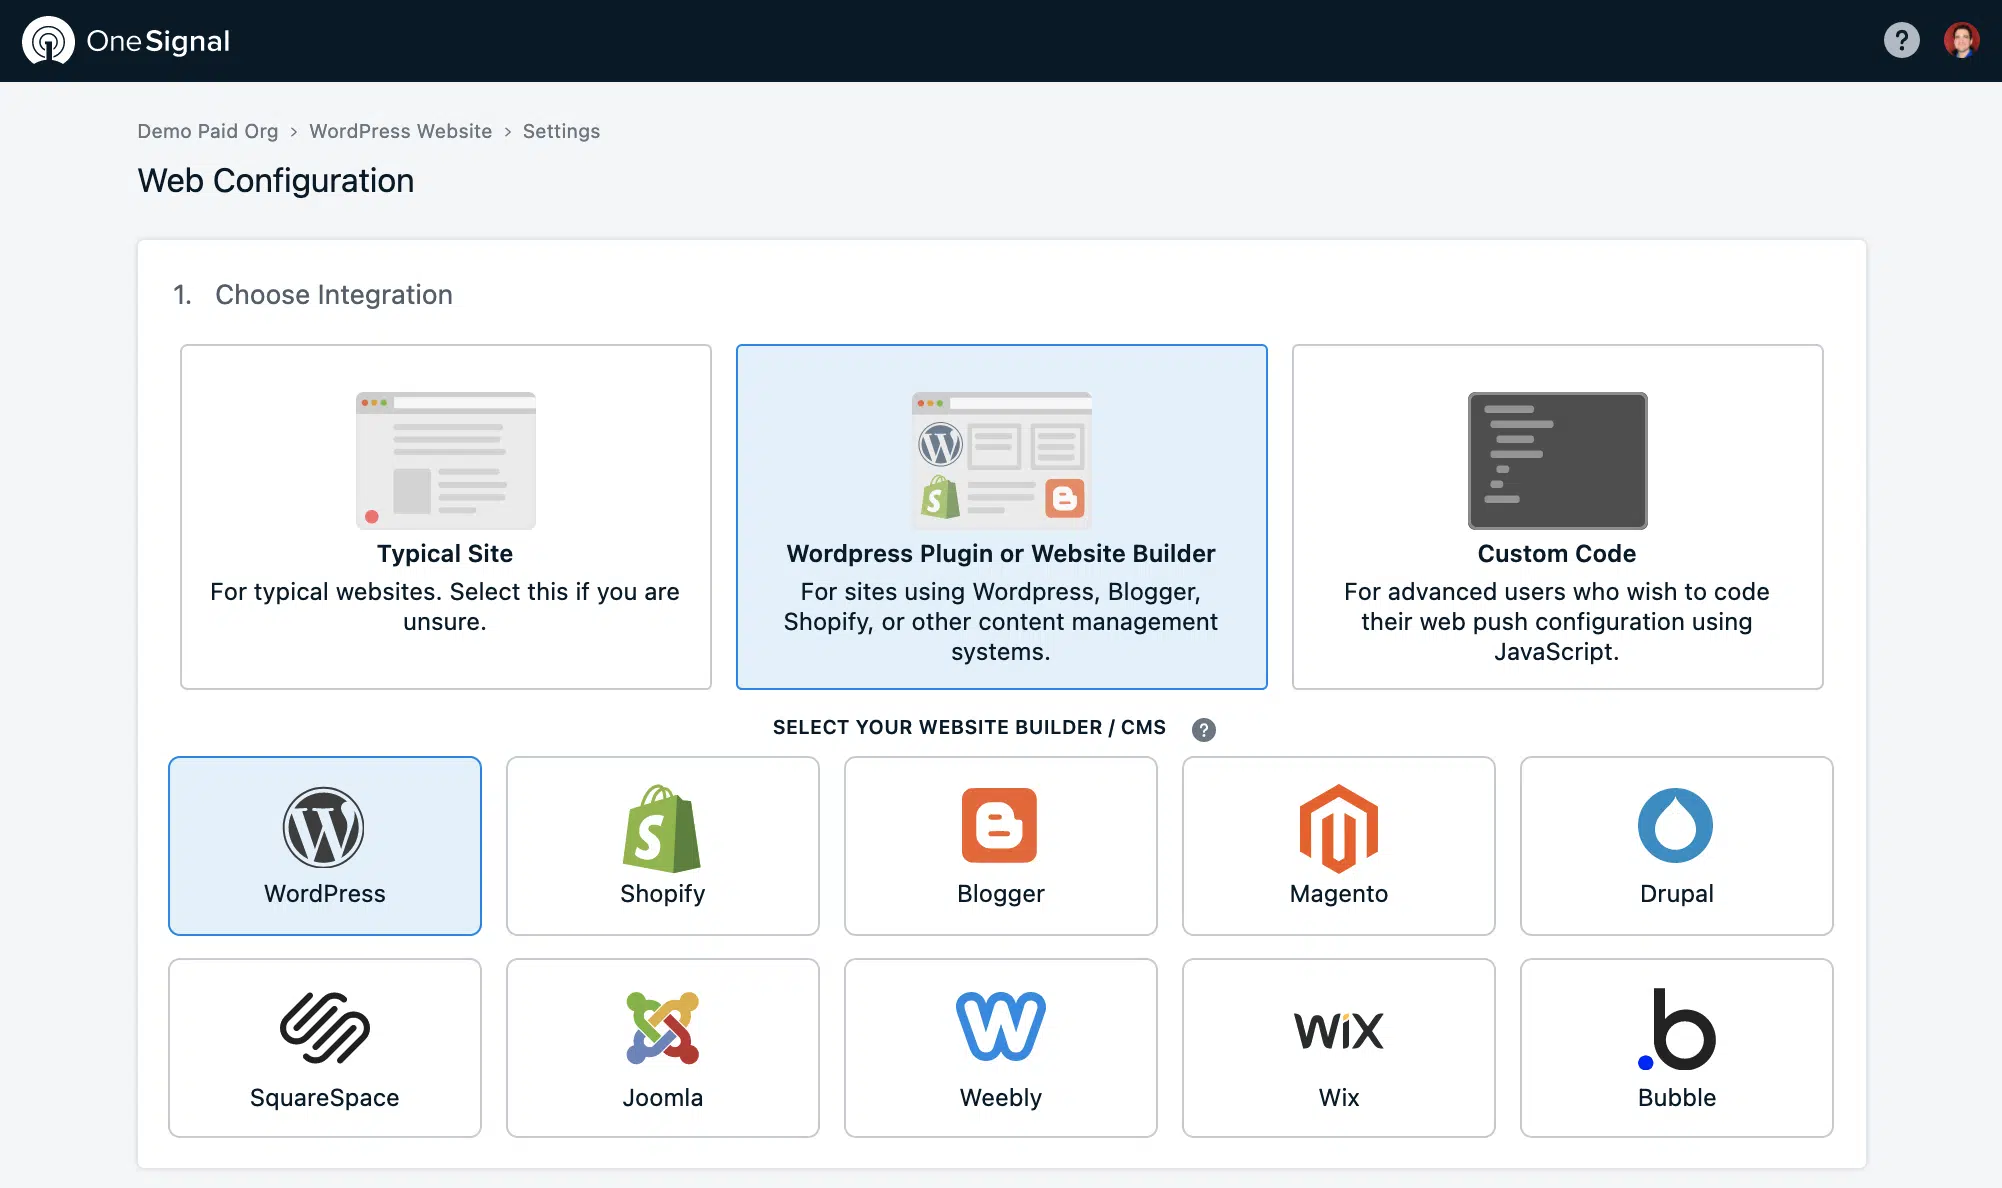 OneSignal
?
Demo Paid Org > WordPress Website > Settings
Web Configuration
1. Choose Integration
Typical Site
For typical websites. Select this if you are
unsure.
Wordpress Plugin or Website Builder
For sites using Wordpress, Blogger,
Shopify, or other content management
systems.
Custom Code
For advanced users who wish to code
their web push configuration using
JavaScript.
SELECT YOUR WEBSITE BUILDER / CMS ?
WordPress
Shopify
Blogger
Magento
Drupal
SquareSpace
Joomla
Weebly
WiX
Wix
Bubble